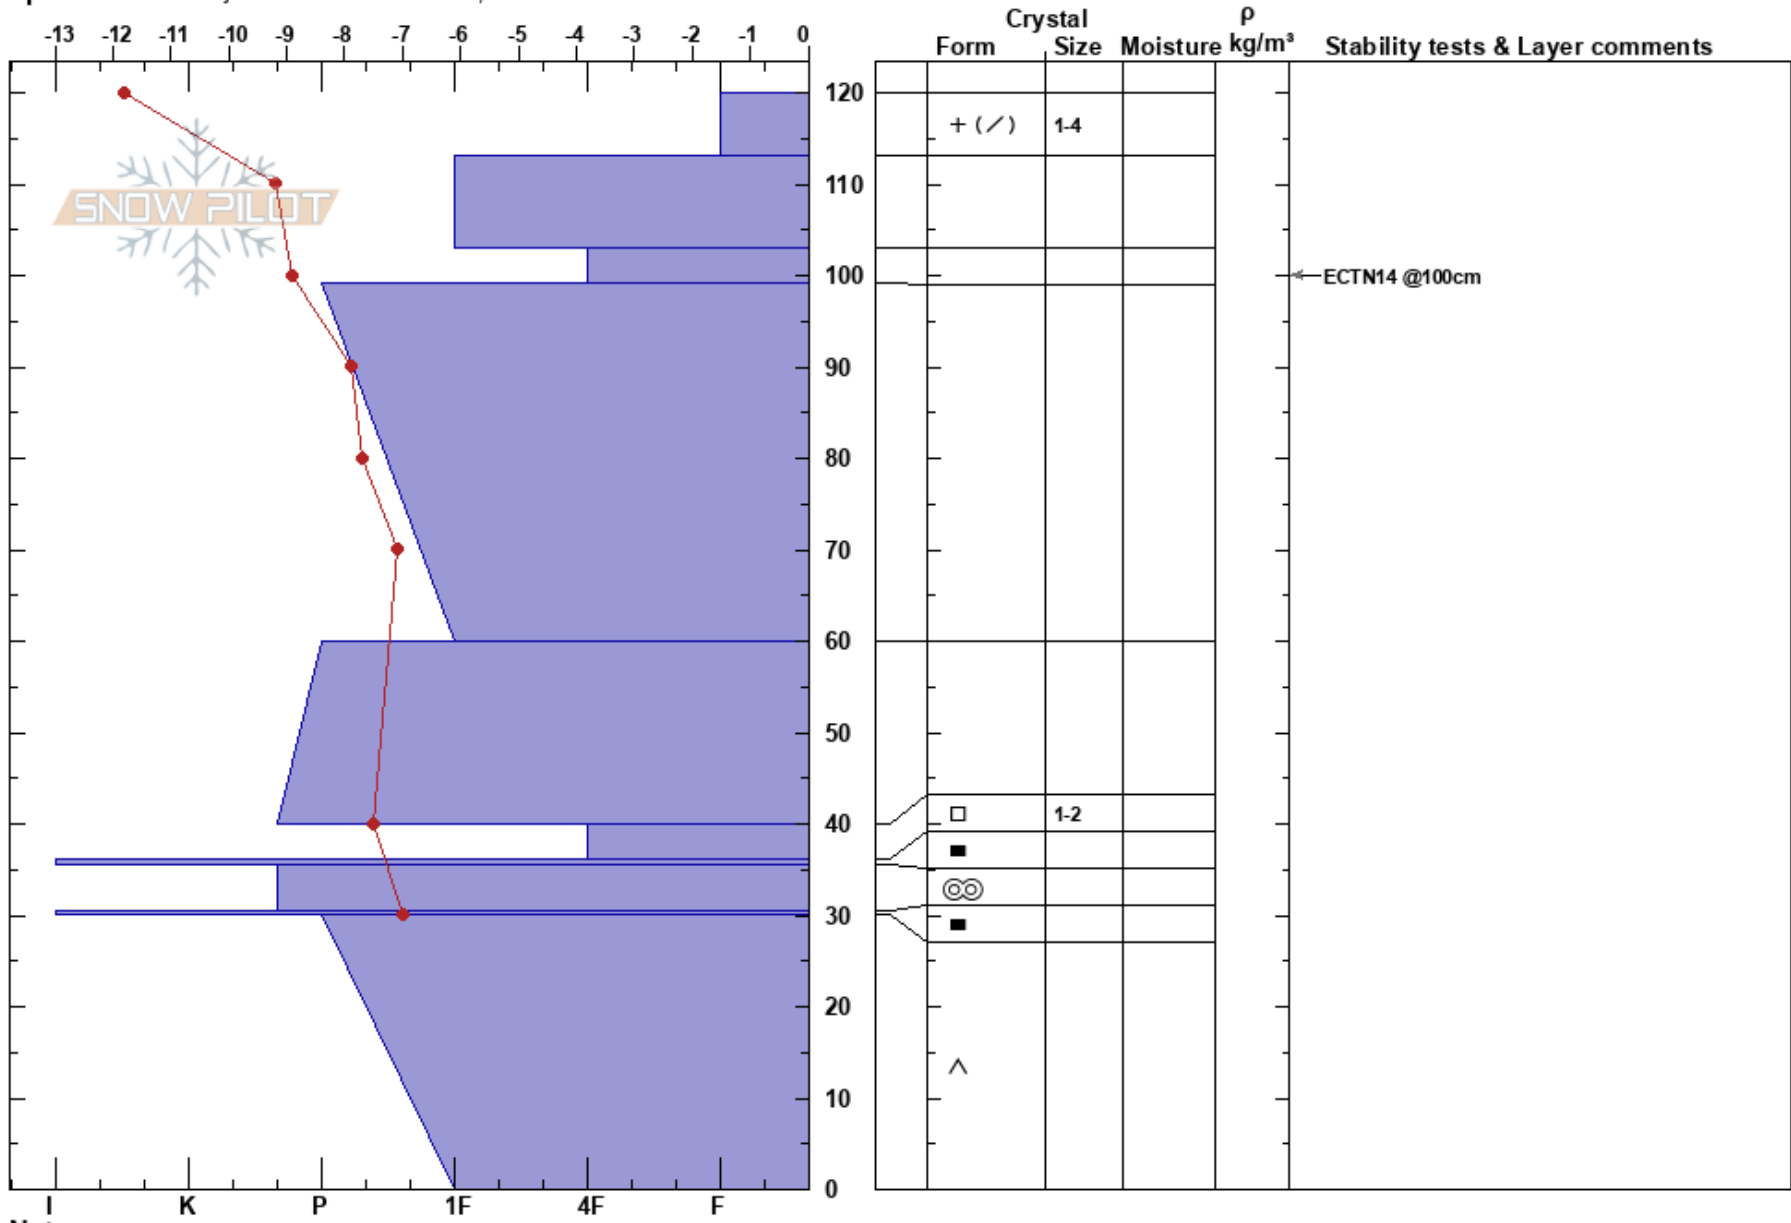 Crystal
ρ
-13 -12 -11 -10 -9 -8 -7 -6 -5 -4 -3 -2 -1 0
Form Size Moisture kg/m³ Stability tests & Layer comments
120
+ (/) 1-4
110
SNOW PILOT
100
ECTN14 @100cm
90
80
70
60
50
40
1-2
30
20
10
0
I K P 1F 4F F